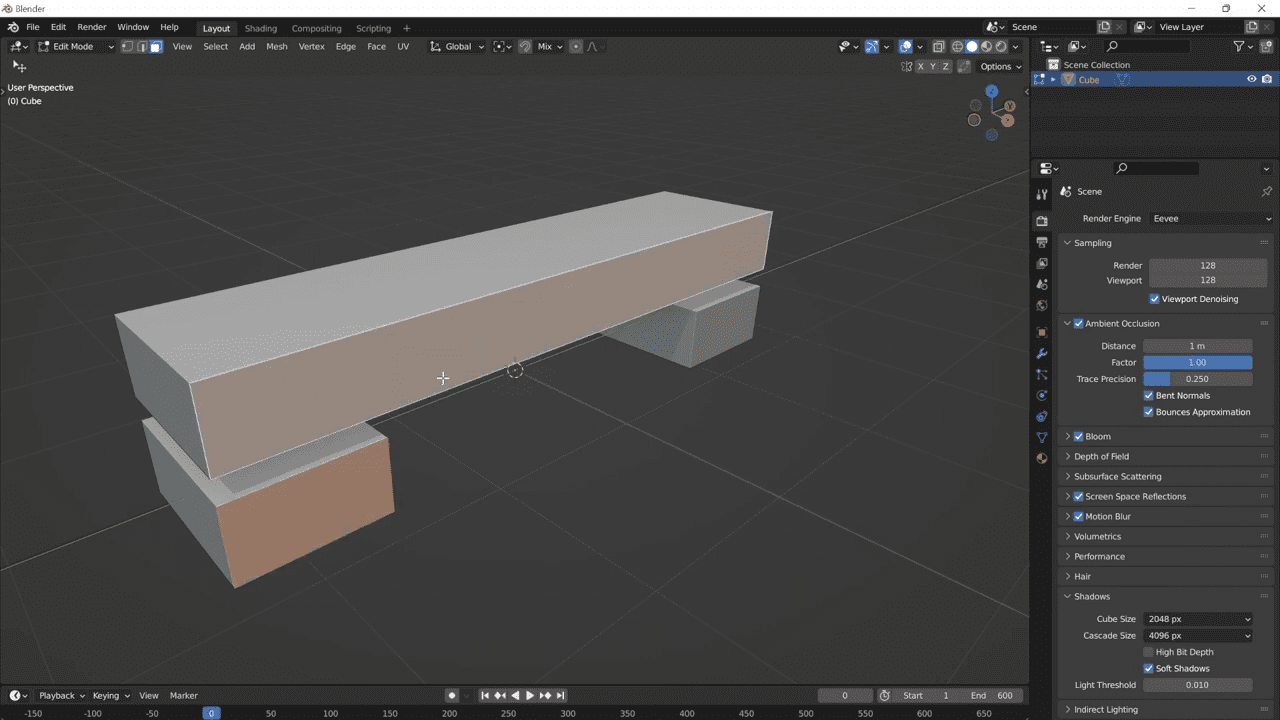 Blender
File Edit Render Window Help Layout Shading Compositing Scripting + Scene View Layer
Edit Mode View Select Add Mesh Vertex Edge Face UV Global Mix
X Y Z Options
User Perspective
(0) Cube
Z
Y
X
Scene Collection
Cube
Scene
Render Engine Eevee
Sampling
Render 128
Viewport 128
Viewport Denoising
Ambient Occlusion
Distance 1 m
Factor 1.00
Trace Precision 0.250
Bent Normals
Bounces Approximation
Bloom
Depth of Field
Subsurface Scattering
Screen Space Reflections
Motion Blur
Volumetrics
Performance
Hair
Shadows
Cube Size 2048 px
Cascade Size 4096 px
High Bit Depth
Soft Shadows
Light Threshold 0.010
Indirect Lighting
Playback Keying View Marker 0 Start 1 End 600
-150 -100 -50 0 50 100 150 200 250 300 350 400 450 500 550 600 650